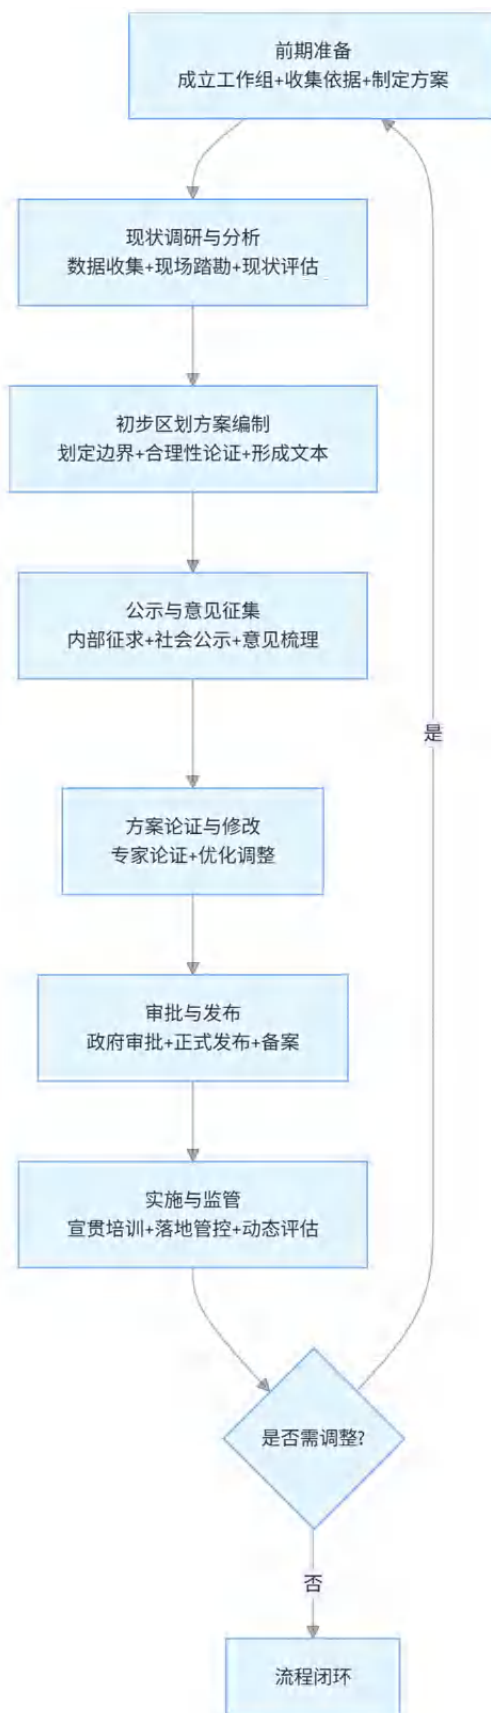 前期准备
成立工作组+收集依据+制定方案
现状调研与分析
数据收集+现场踏勘+现状评估
初步区划方案编制
划定边界+合理性论证+形成文本
公示与意见征集
内部征求+社会公示+意见梳理
是
方案论证与修改
专家论证+优化调整
审批与发布
政府审批+正式发布+备案
实施与监管
宣贯培训+落地管控+动态评估
是否需调整?
否
流程闭环